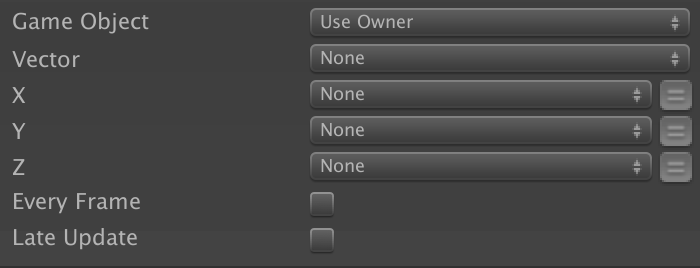 Game Object Use Owner
Vector None
X None =
Y None =
Z None =
Every Frame
Late Update